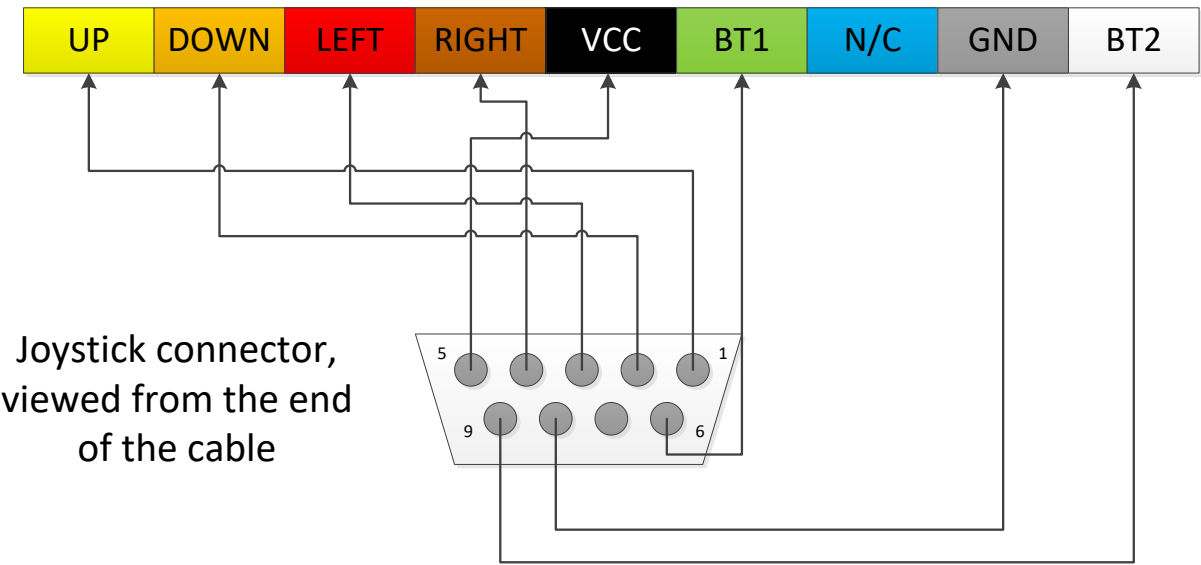 UP DOWN LEFT RIGHT VCC BT1 N/C GND BT2
Joystick connector,
viewed from the end
of the cable
5 1
9 6